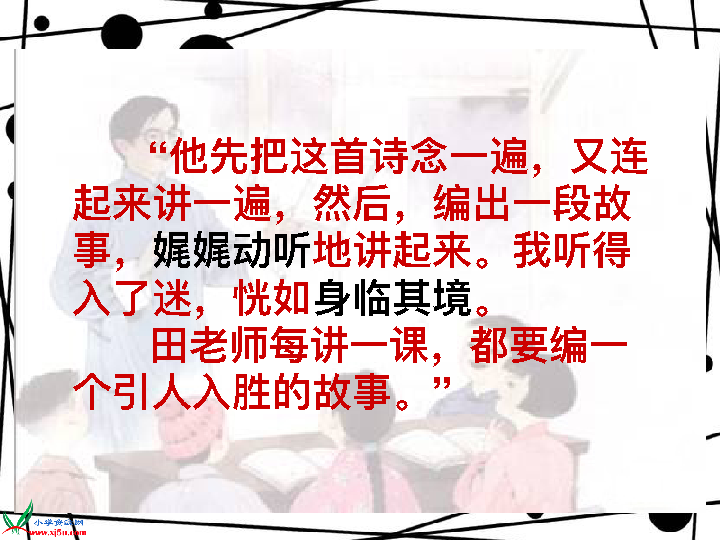 “他先把这首诗念一遍，又连
起来讲一遍，然后，编出一段故
事，娓娓动听地讲起来。我听得
入了迷，恍如身临其境。
田老师每讲一课，都要编一
个引人入胜的故事。”
小学资源网
www.xj5u.com